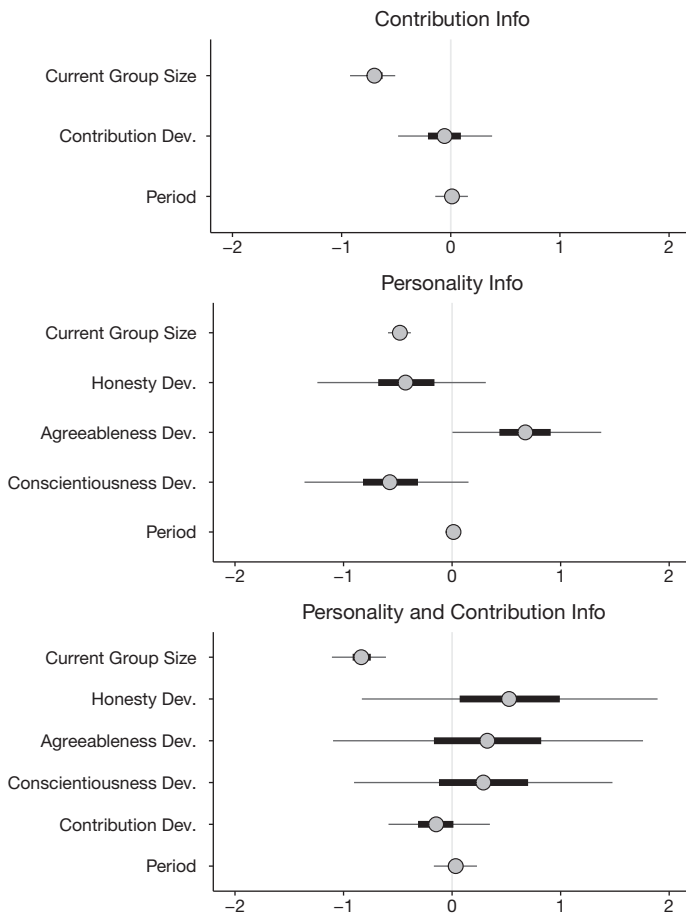 Contribution Info
Current Group Size
Contribution Dev.
Period
−2 −1 0 1 2
Personality Info
Current Group Size
Honesty Dev.
Agreeableness Dev.
Conscientiousness Dev.
Period
−2 −1 0 1 2
Personality and Contribution Info
Current Group Size
Honesty Dev.
Agreeableness Dev.
Conscientiousness Dev.
Contribution Dev.
Period
−2 −1 0 1 2